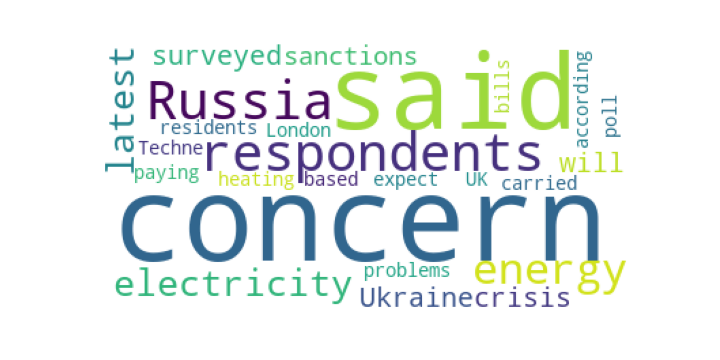 latest
surveyed
sanctions
said
bills
according
Russia
residents
London
poll
Techne
respondents
will
paying
heating
based
expect
UK
carried
concern
electricity
problems
energy
Ukraine
crisis